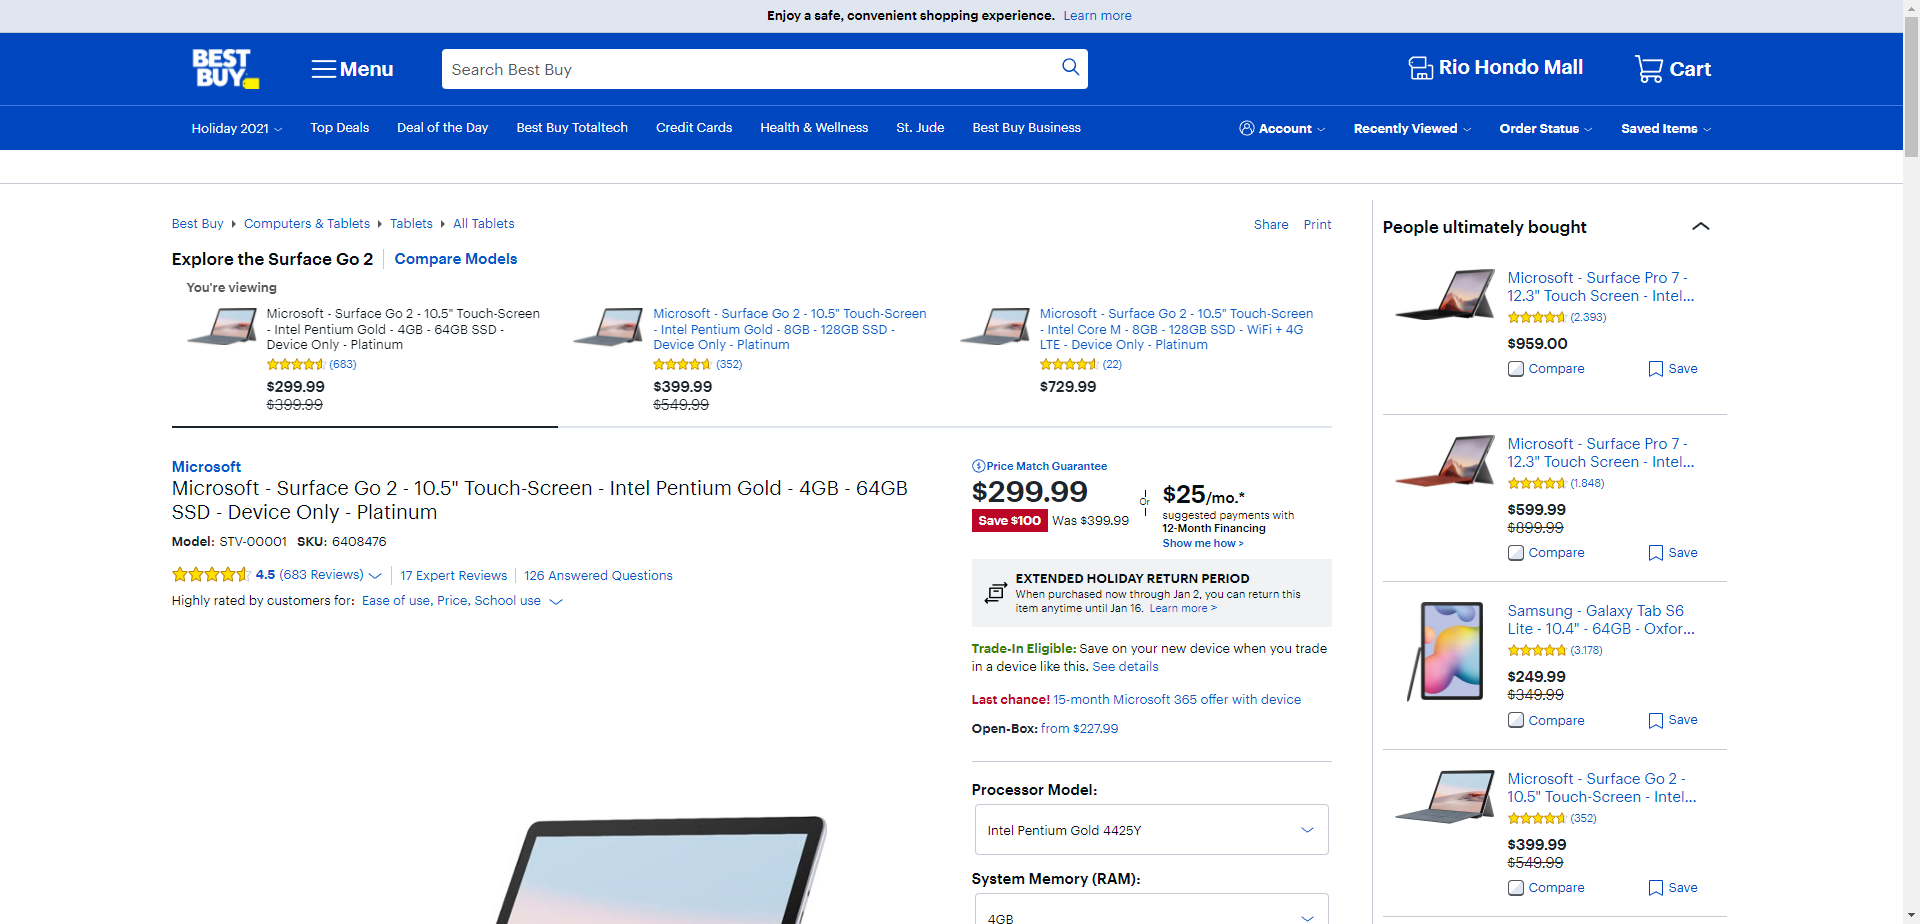 Enjoy a safe, convenient shopping experience. Learn more
BEST BUY
Menu
Search Best Buy
Rio Hondo Mall
Cart
Holiday 2021
Top Deals
Deal of the Day
Best Buy Totaltech
Credit Cards
Health & Wellness
St. Jude
Best Buy Business
Account
Recently Viewed
Order Status
Saved Items
Best Buy
Computers & Tablets
Tablets
All Tablets
Share
Print
Explore the Surface Go 2
Compare Models
You're viewing
Microsoft - Surface Go 2 - 10.5" Touch-Screen
- Intel Pentium Gold - 4GB - 64GB SSD -
Device Only - Platinum
(683)
$299.99
$399.99
Microsoft - Surface Go 2 - 10.5" Touch-Screen
- Intel Pentium Gold - 8GB - 128GB SSD -
Device Only - Platinum
(352)
$399.99
$549.99
Microsoft - Surface Go 2 - 10.5" Touch-Screen
- Intel Core M - 8GB - 128GB SSD - WiFi + 4G
LTE - Device Only - Platinum
(22)
$729.99
Microsoft
Microsoft - Surface Go 2 - 10.5" Touch-Screen - Intel Pentium Gold - 4GB - 64GB
SSD - Device Only - Platinum
Model: STV-00001 SKU: 6408476
4.5 (683 Reviews)
17 Expert Reviews
126 Answered Questions
Highly rated by customers for: Ease of use, Price, School use
Price Match Guarantee
$299.99
Save $100 Was $399.99
Or
$25/mo.*
suggested payments with
12-Month Financing
Show me how >
EXTENDED HOLIDAY RETURN PERIOD
When purchased now through Jan 2, you can return this
item anytime until Jan 16. Learn more >
Trade-In Eligible: Save on your new device when you trade
in a device like this. See details
Last chance! 15-month Microsoft 365 offer with device
Open-Box: from $227.99
Processor Model:
Intel Pentium Gold 4425Y
System Memory (RAM):
4GB
People ultimately bought
Microsoft - Surface Pro 7 -
12.3" Touch Screen - Intel...
(2.393)
$959.00
Compare
Save
Microsoft - Surface Pro 7 -
12.3" Touch Screen - Intel...
(1.848)
$599.99
$899.99
Compare
Save
Samsung - Galaxy Tab S6
Lite - 10.4" - 64GB - Oxfor...
(3.178)
$249.99
$349.99
Compare
Save
Microsoft - Surface Go 2 -
10.5" Touch-Screen - Intel...
(352)
$399.99
$549.99
Compare
Save